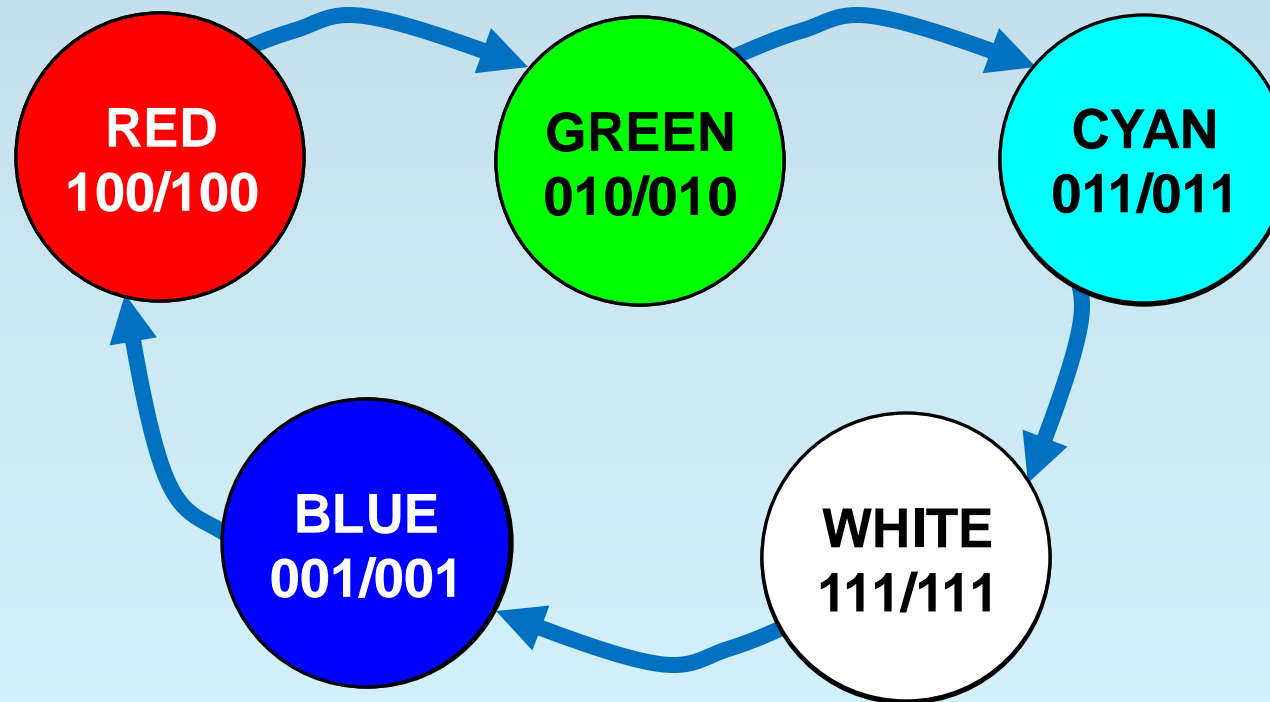 RED
100/100
GREEN
010/010
CYAN
011/011
BLUE
001/001
WHITE
111/111